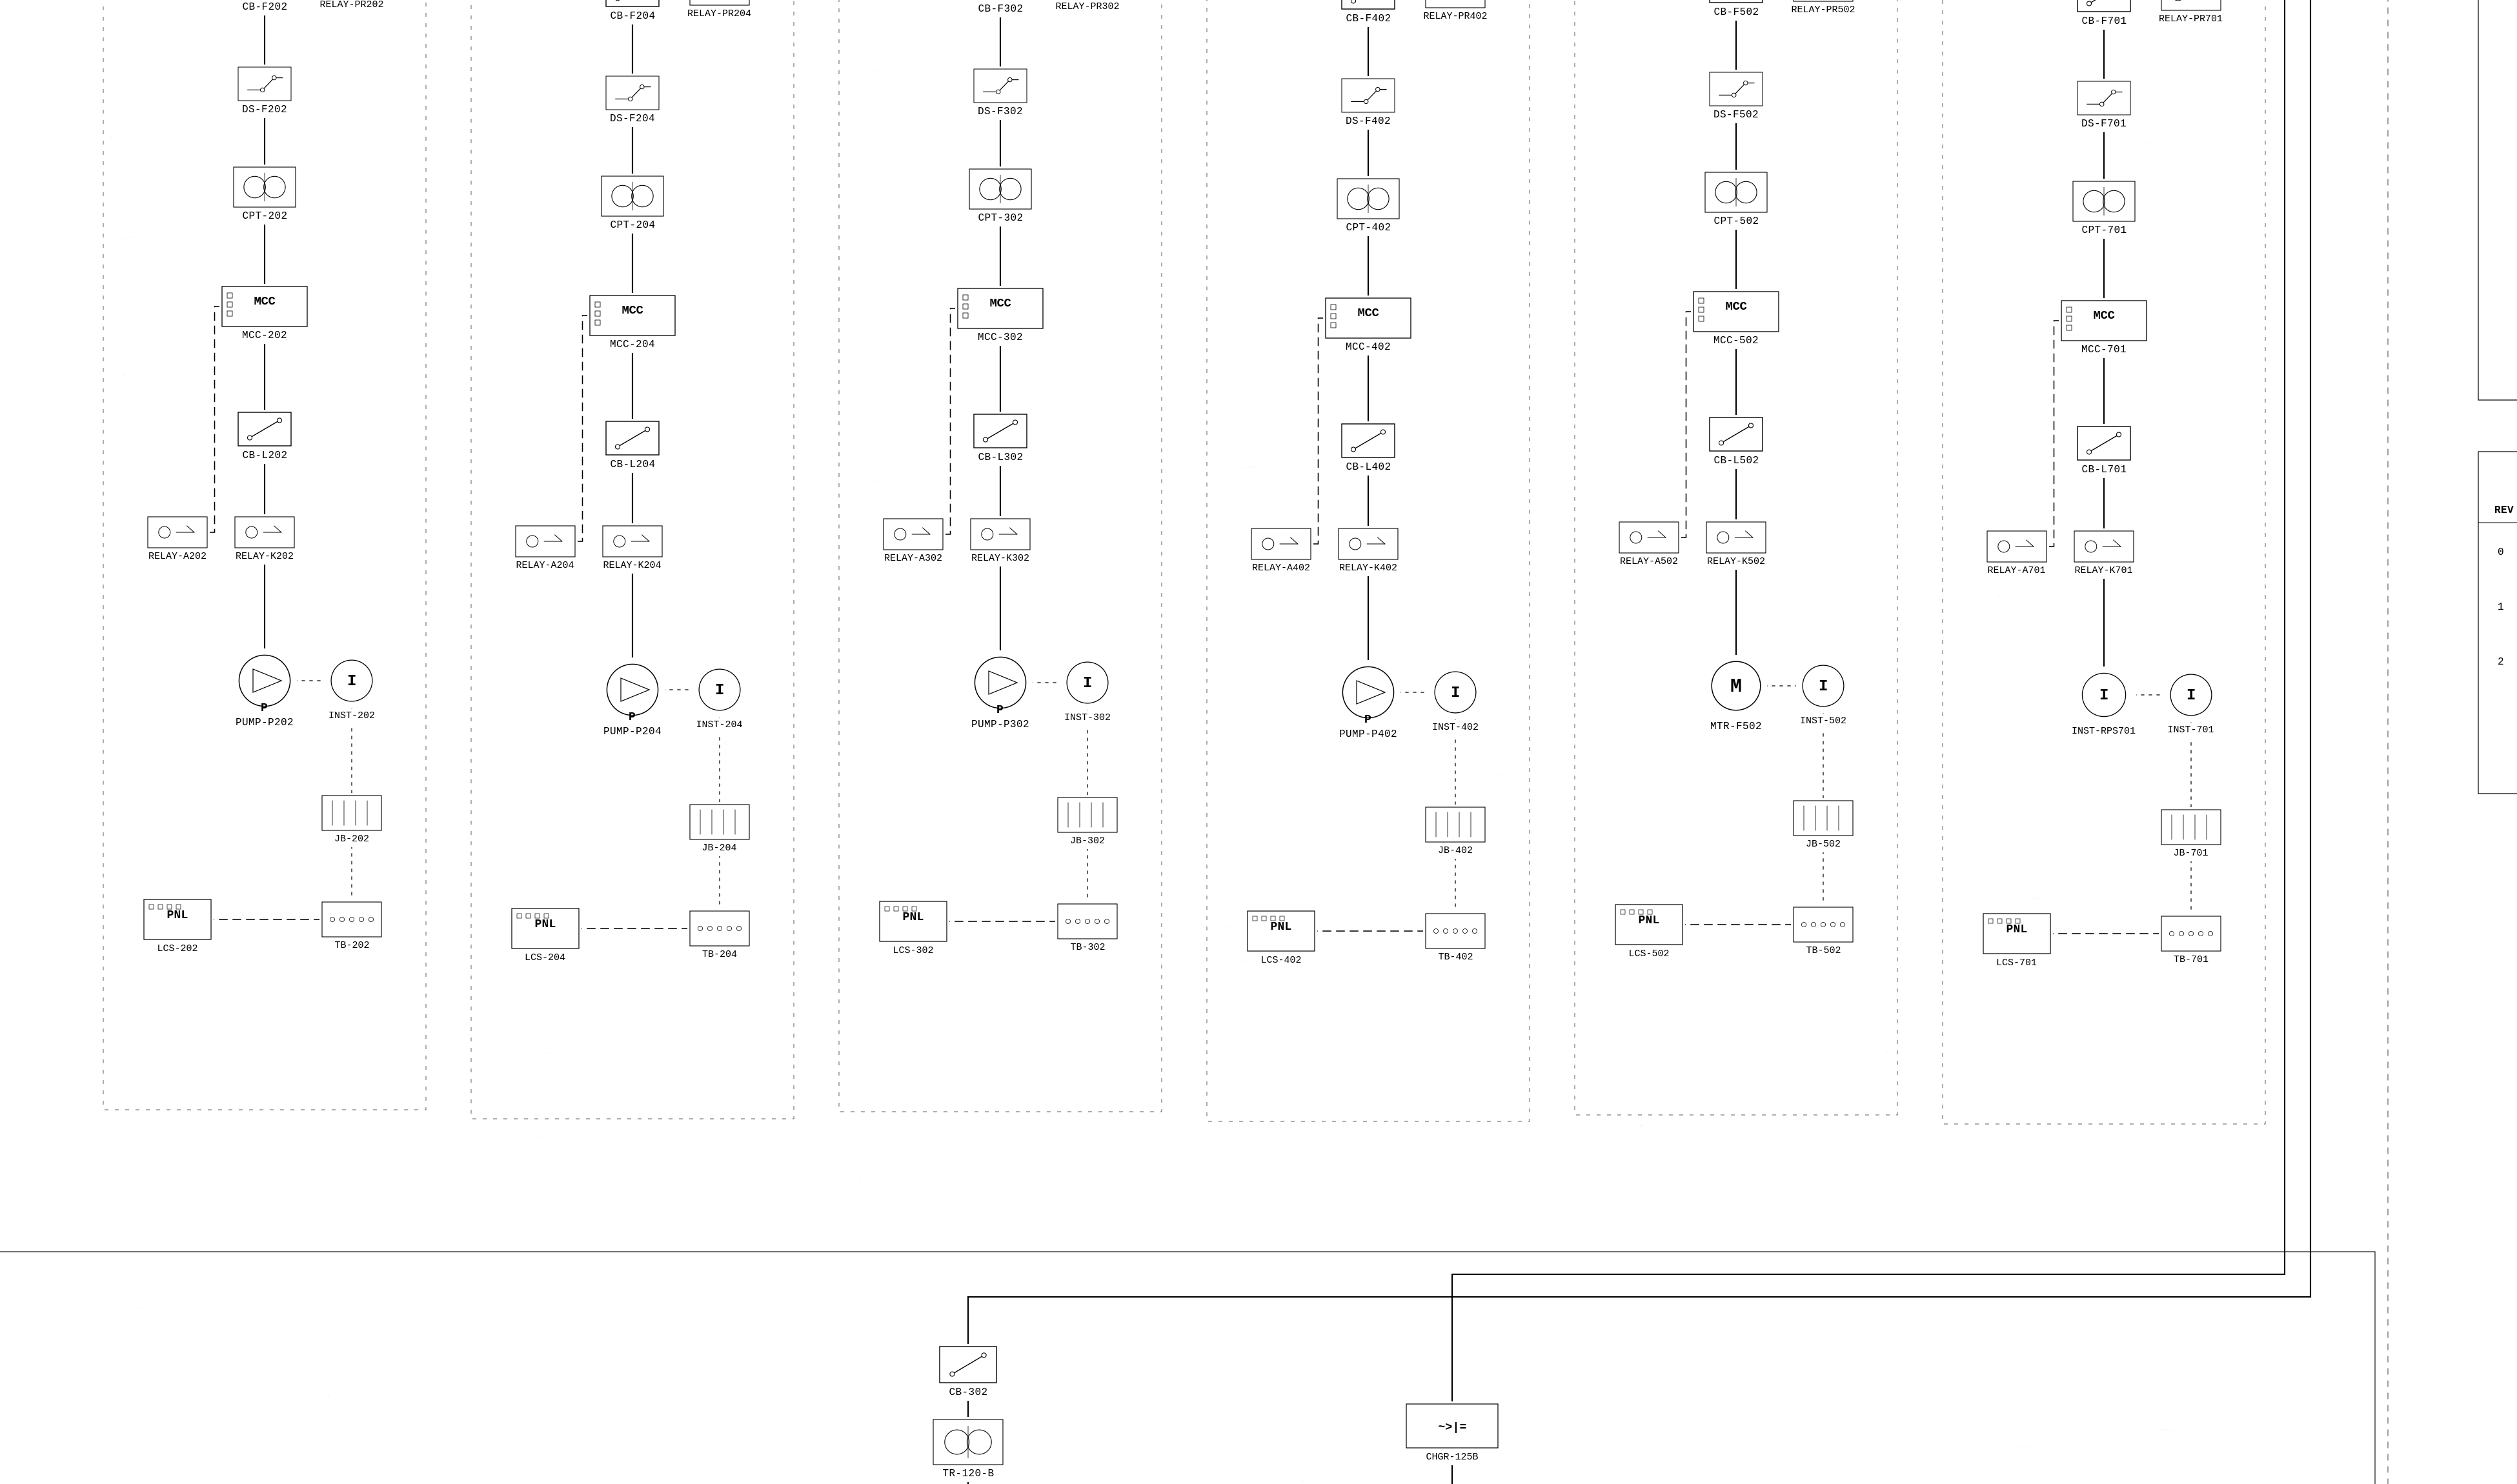 CB-F202
RELAY-PR202
CB-F204
RELAY-PR204
CB-F302
RELAY-PR302
CB-F402
RELAY-PR402
CB-F502
RELAY-PR502
CB-F701
RELAY-PR701
DS-F202
DS-F204
DS-F302
DS-F402
DS-F502
DS-F701
CPT-202
CPT-204
CPT-302
CPT-402
CPT-502
CPT-701
MCC
MCC
MCC
MCC
MCC
MCC
MCC-202
MCC-204
MCC-302
MCC-402
MCC-502
MCC-701
CB-L202
CB-L204
CB-L302
CB-L402
CB-L502
CB-L701
REV
0
1
2
RELAY-A202
RELAY-K202
RELAY-A204
RELAY-K204
RELAY-A302
RELAY-K302
RELAY-A402
RELAY-K402
RELAY-A502
RELAY-K502
RELAY-A701
RELAY-K701
P
I
P
I
P
I
P
I
M
I
I
I
PUMP-P202
INST-202
PUMP-P204
INST-204
PUMP-P302
INST-302
PUMP-P402
INST-402
MTR-F502
INST-502
INST-RPS701
INST-701
JB-202
JB-204
JB-302
JB-402
JB-502
JB-701
PNL
PNL
PNL
PNL
PNL
PNL
LCS-202
TB-202
LCS-204
TB-204
LCS-302
TB-302
LCS-402
TB-402
LCS-502
TB-502
LCS-701
TB-701
CB-302
~>|=
CHGR-125B
TR-120-B